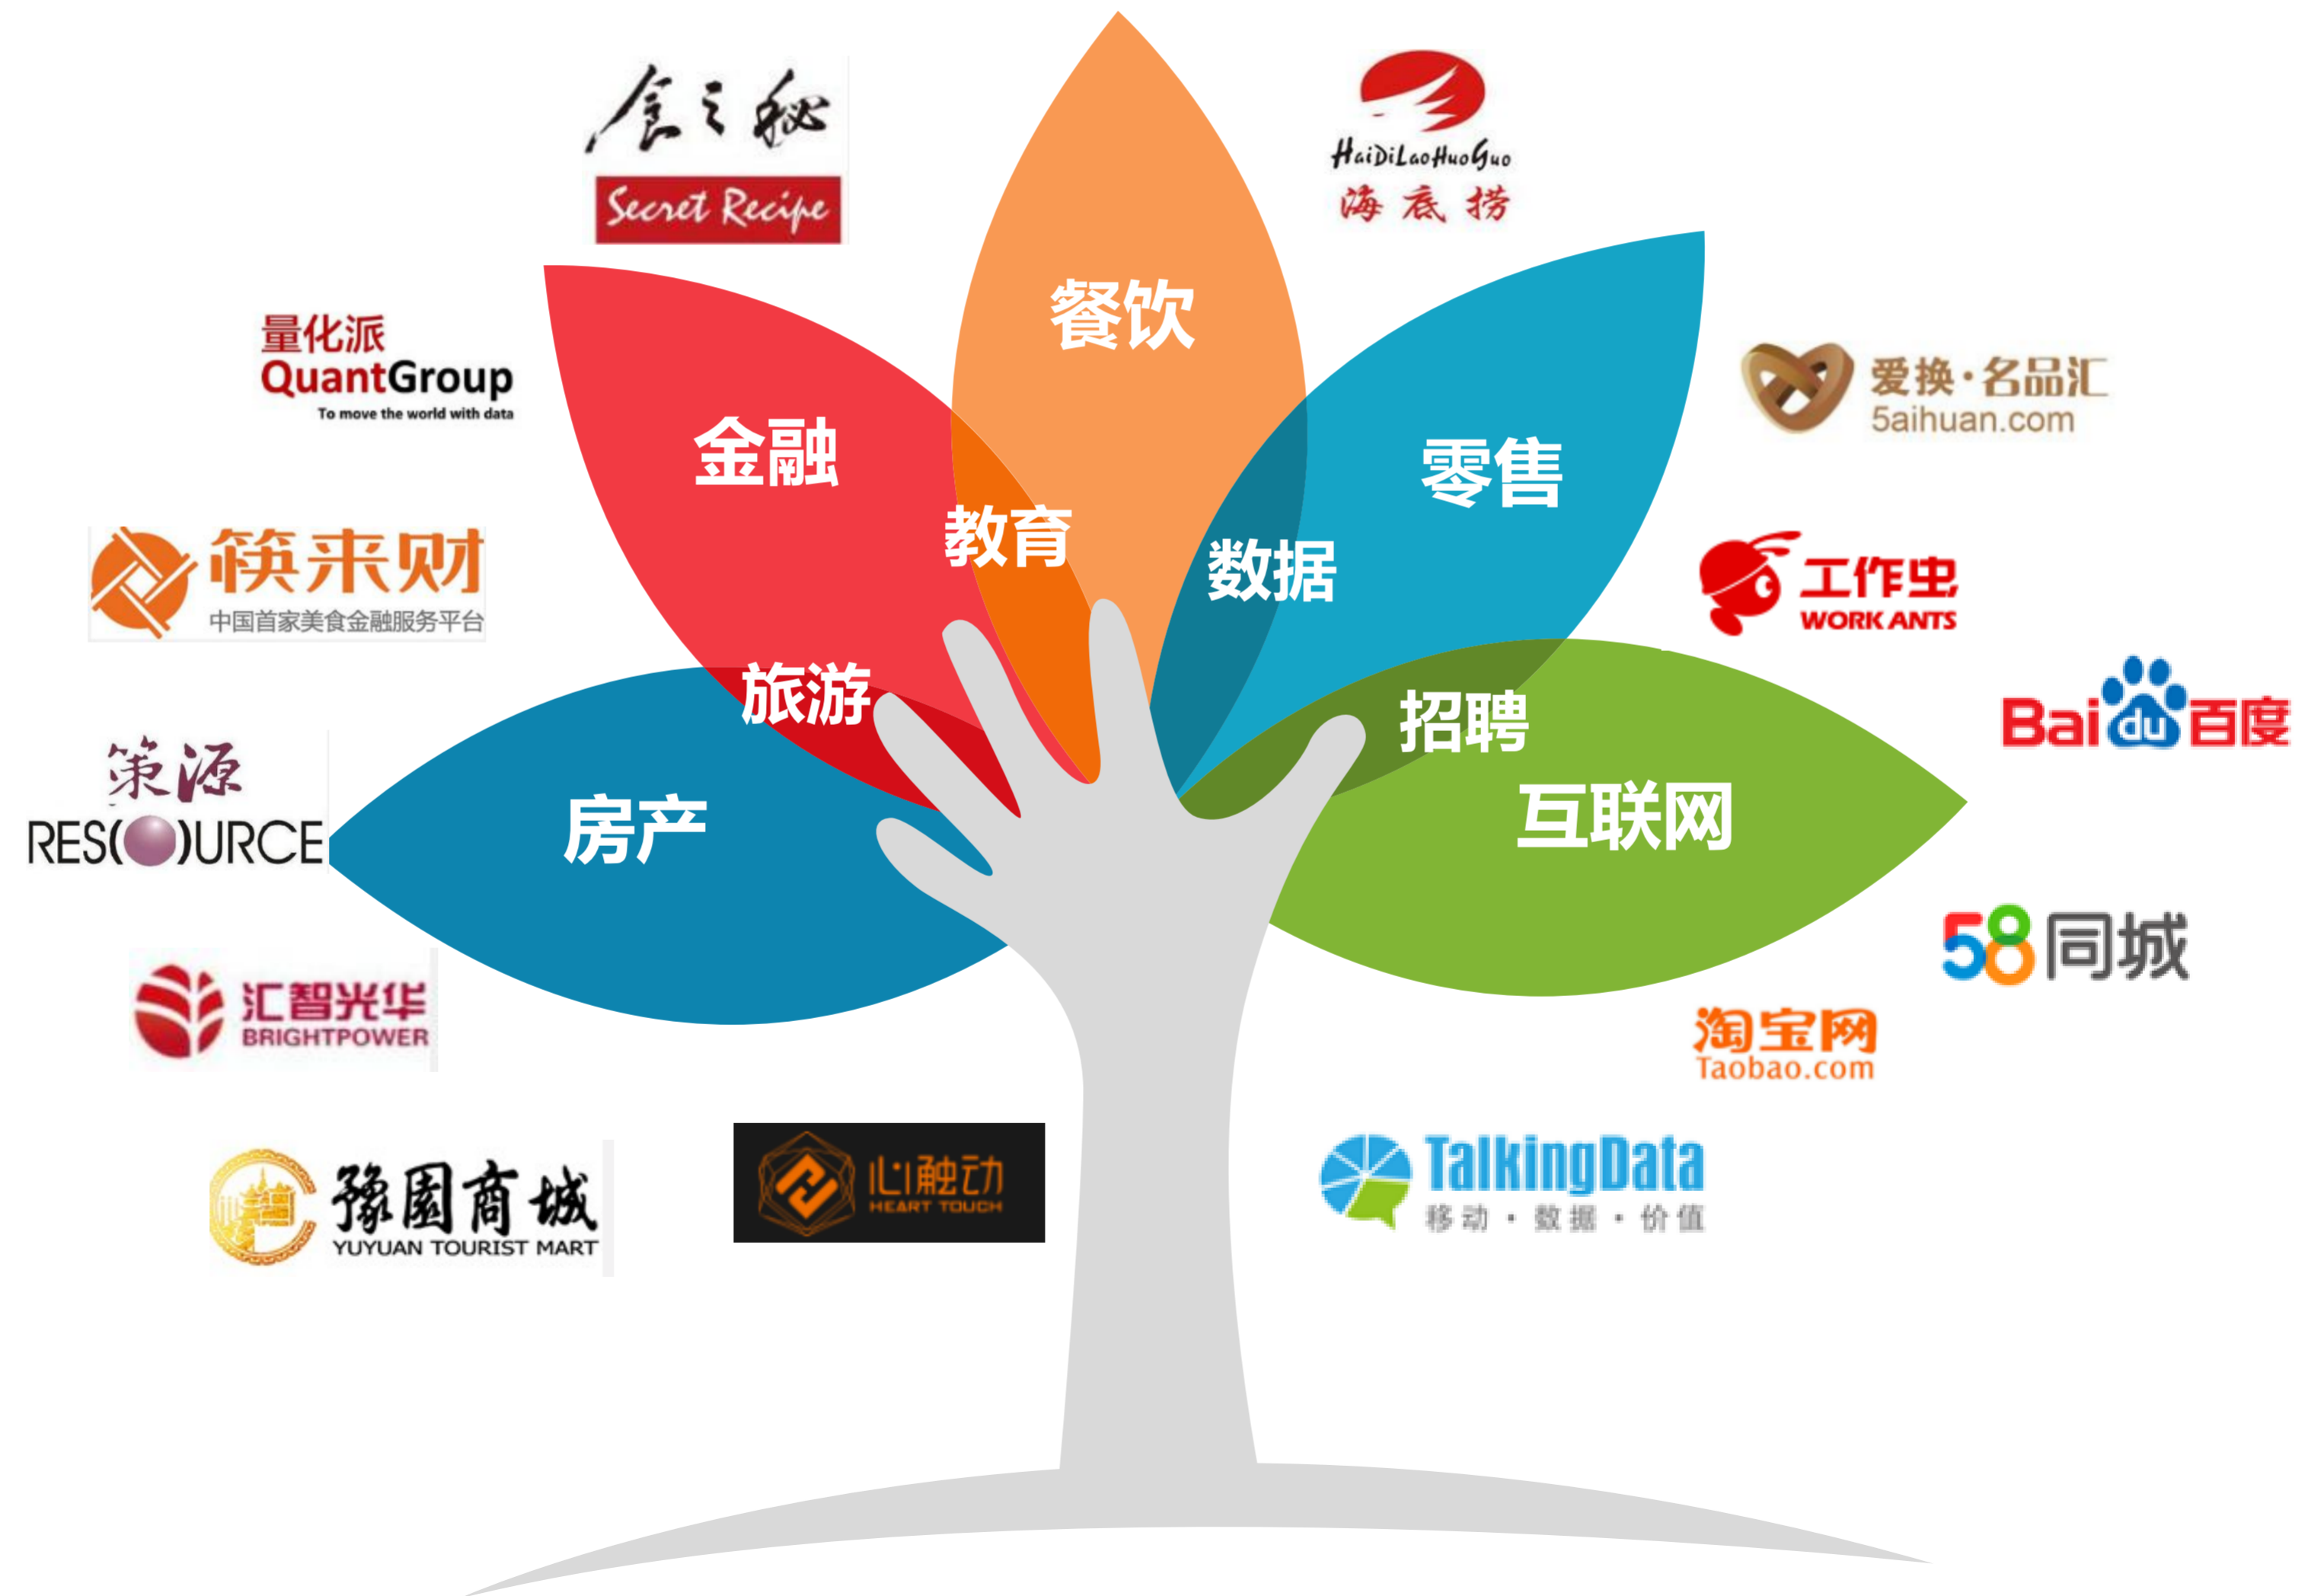 食之秘
Secret Recipe
HaiDiLaoHuoGuo
海底捞
餐饮
量化派
QuantGroup
To move the world with data
金融
零售
爱换·名品汇
5aihuan.com
教育
数据
筷来财
中国首家美食金融服务平台
工作虫
WORK ANTS
旅游
招聘
Baidu百度
策源
RES( )URCE
房产
互联网
58同城
汇智光华
BRIGHTPOWER
淘宝网
Taobao.com
豫園商城
YUYUAN TOURIST MART
心触动
HEART TOUCH
TalkingData
移动·数据·价值